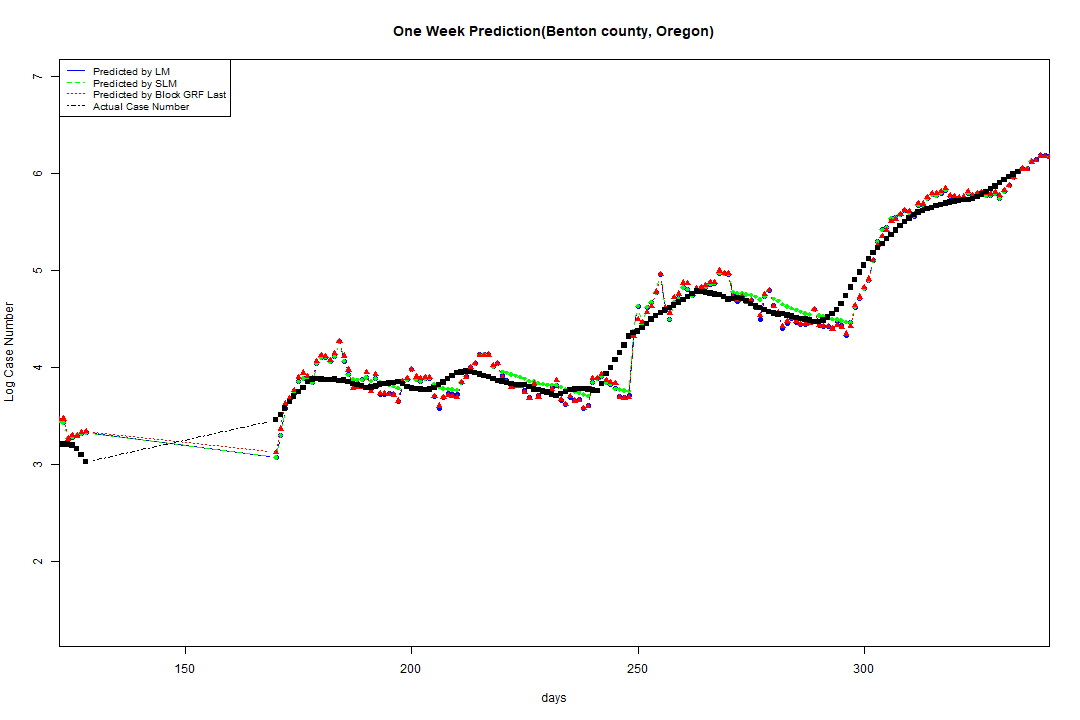 One Week Prediction(Benton county, Oregon)
Predicted by LM
Predicted by SLM
Predicted by Block GRF Last
Actual Case Number
7
6
5
4
3
2
Log Case Number
150 200 250 300
days